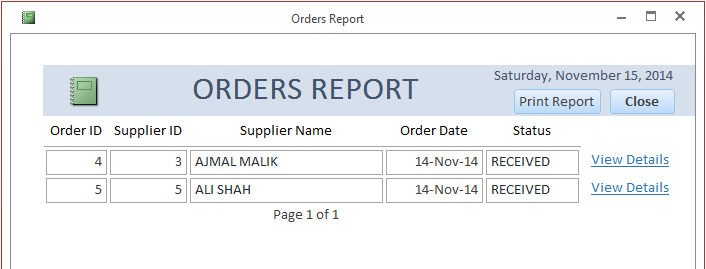 Orders Report
Saturday, November 15, 2014
ORDERS REPORT
Print Report Close
Order ID Supplier ID Supplier Name Order Date Status
4 3 AJMAL MALIK 14-Nov-14 RECEIVED View Details
5 5 ALI SHAH 14-Nov-14 RECEIVED View Details
Page 1 of 1